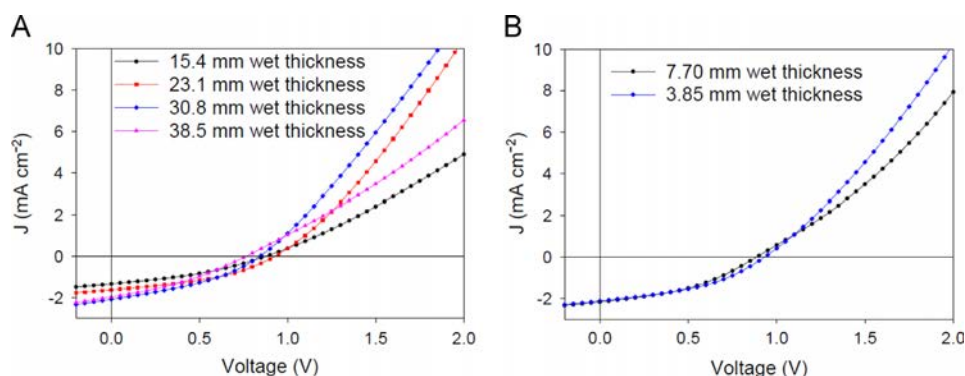 A
J (mA cm⁻²)
10
8
6
4
2
0
-2
15.4 mm wet thickness
23.1 mm wet thickness
30.8 mm wet thickness
38.5 mm wet thickness
0.0 0.5 1.0 1.5 2.0
Voltage (V)
B
J (mA cm⁻²)
10
8
6
4
2
0
-2
7.70 mm wet thickness
3.85 mm wet thickness
0.0 0.5 1.0 1.5 2.0
Voltage (V)